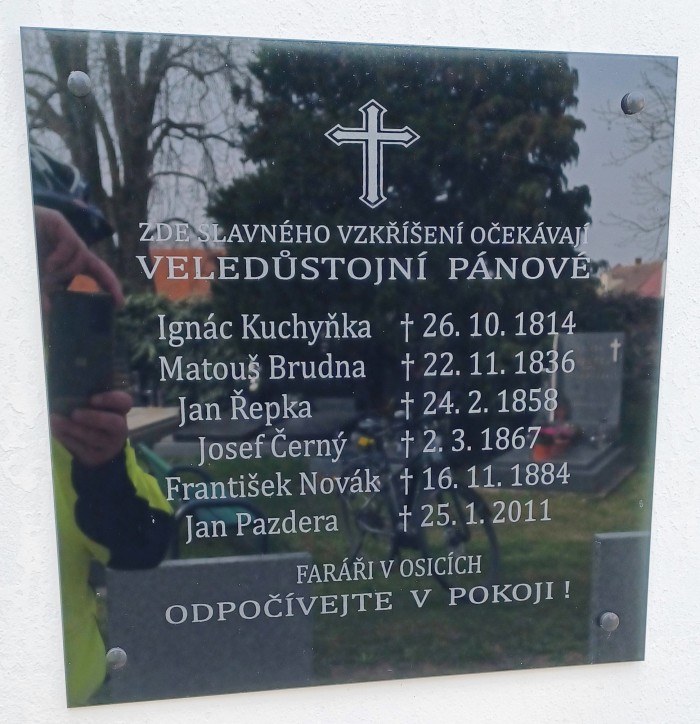 ZDE SLAVNÉHO VZKŘÍŠENÍ OČEKÁVAJÍ
VELEDŮSTOJNÍ PÁNOVÉ
Ignác Kuchyňka † 26. 10. 1814
Matouš Brudna † 22. 11. 1836
Jan Řepka † 24. 2. 1858
Josef Černý † 2. 3. 1867
František Novák † 16. 11. 1884
Jan Pazdera † 25. 1. 2011
FARÁŘI V OSICÍCH
ODPOČÍVEJTE V POKOJI !